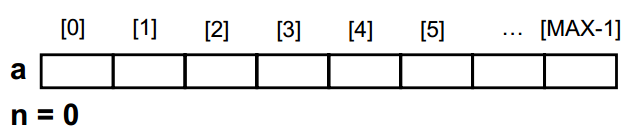 [0] [1] [2] [3] [4] [5] … [MAX-1]
a
n = 0